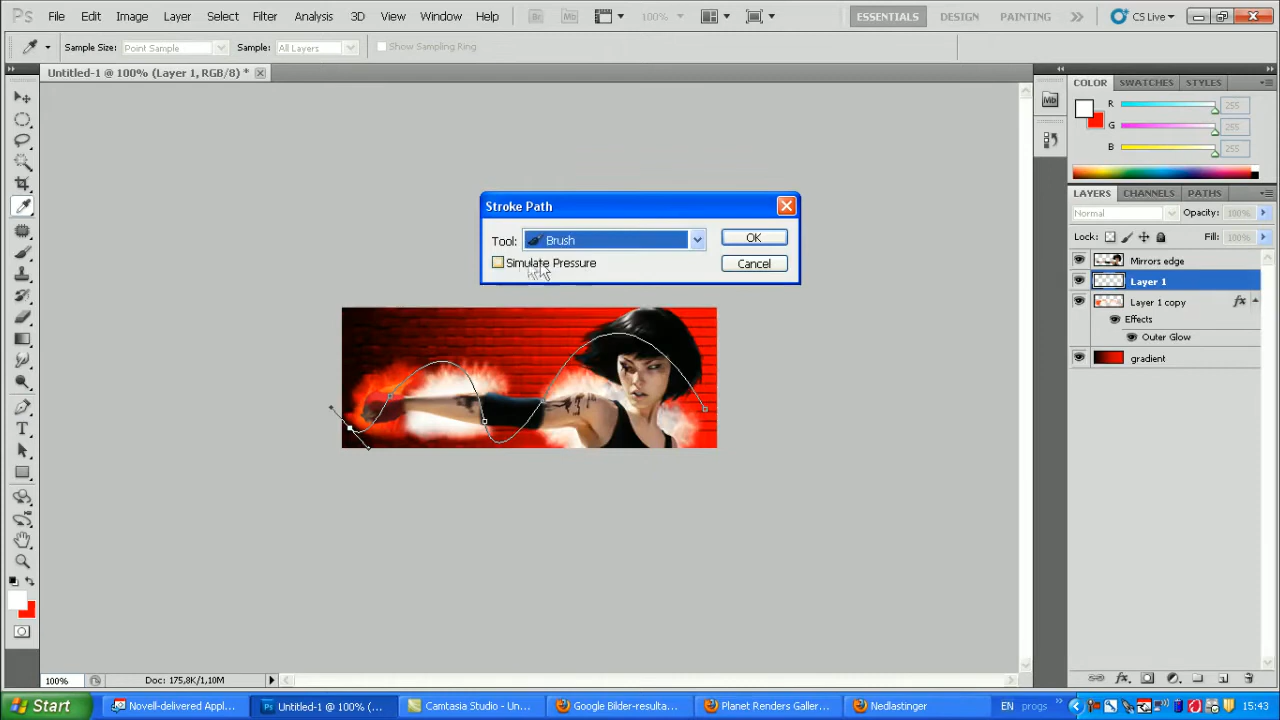 Ps File Edit Image Layer Select Filter Analysis 3D View Window Help Br Mb 100% ESSENTIALS DESIGN PAINTING CS Live
Sample Size: Point Sample Sample: All Layers Show Sampling Ring
Untitled-1 @ 100% (Layer 1, RGB/8) *
COLOR SWATCHES STYLES
Mb
R 255
G 255
B 255
LAYERS CHANNELS PATHS
Normal Opacity: 100%
Lock: Fill: 100%
Mirrors edge
Layer 1
Layer 1 copy fx
Effects
Outer Glow
gradient
Stroke Path
Tool: Brush OK
Simulate Pressure Cancel
100% Doc: 175,8K/1,10M
Start Novell-delivered Appl... Untitled-1 @ 100% (... Camtasia Studio - Un... Google Bilder-resulta... Planet Renders Galler... Nedlastinger EN progs 15:43